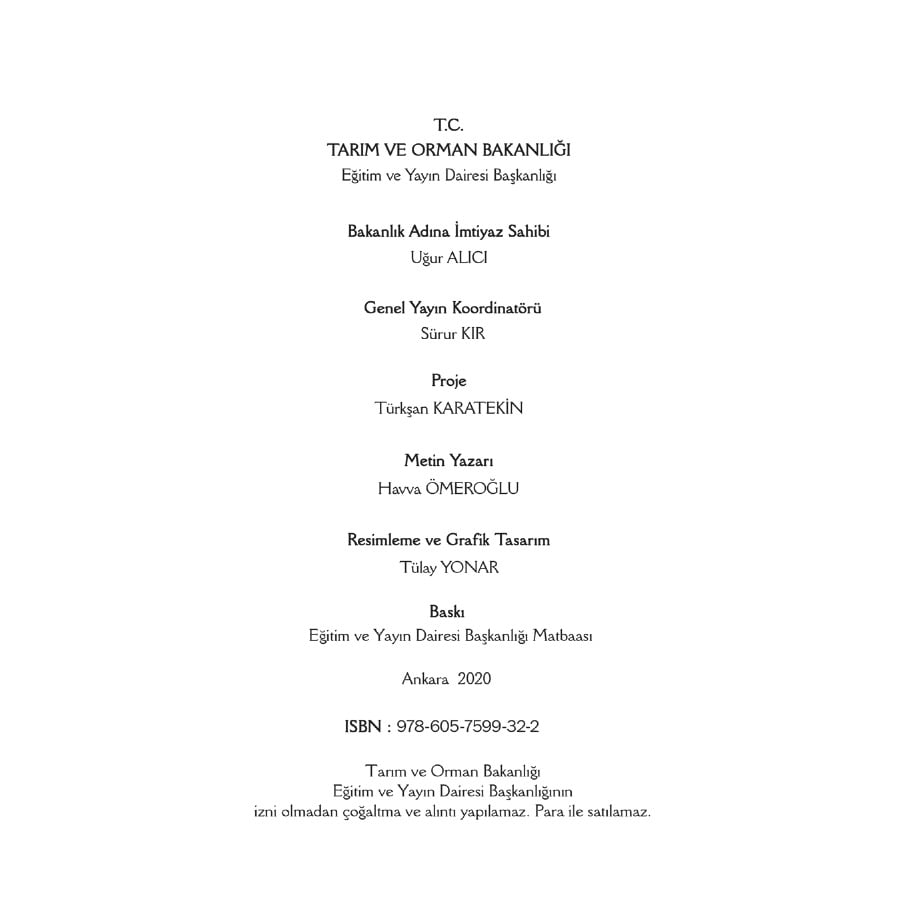 T.C.
TARIM VE ORMAN BAKANLIĞI
Eğitim ve Yayın Dairesi Başkanlığı
Bakanlık Adına İmtiyaz Sahibi
Uğur ALICI
Genel Yayın Koordinatörü
Sürur KIR
Proje
Türkşan KARATEKİN
Metin Yazarı
Havva ÖMEROĞLU
Resimleme ve Grafik Tasarım
Tülay YONAR
Baskı
Eğitim ve Yayın Dairesi Başkanlığı Matbaası
Ankara 2020
ISBN : 978-605-7599-32-2
Tarım ve Orman Bakanlığı
Eğitim ve Yayın Dairesi Başkanlığının
izni olmadan çoğaltma ve alıntı yapılamaz. Para ile satılamaz.